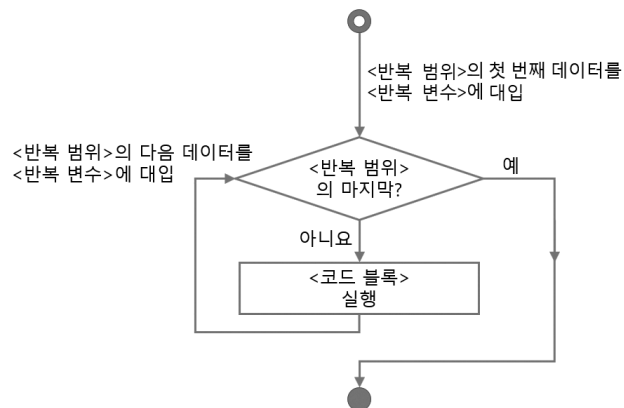 <반복 범위>의 첫 번째 데이터를
<반복 변수>에 대입
<반복 범위>의 다음 데이터를
<반복 변수>에 대입
<반복 범위>
의 마지막?
예
아니요
<코드 블록>
실행